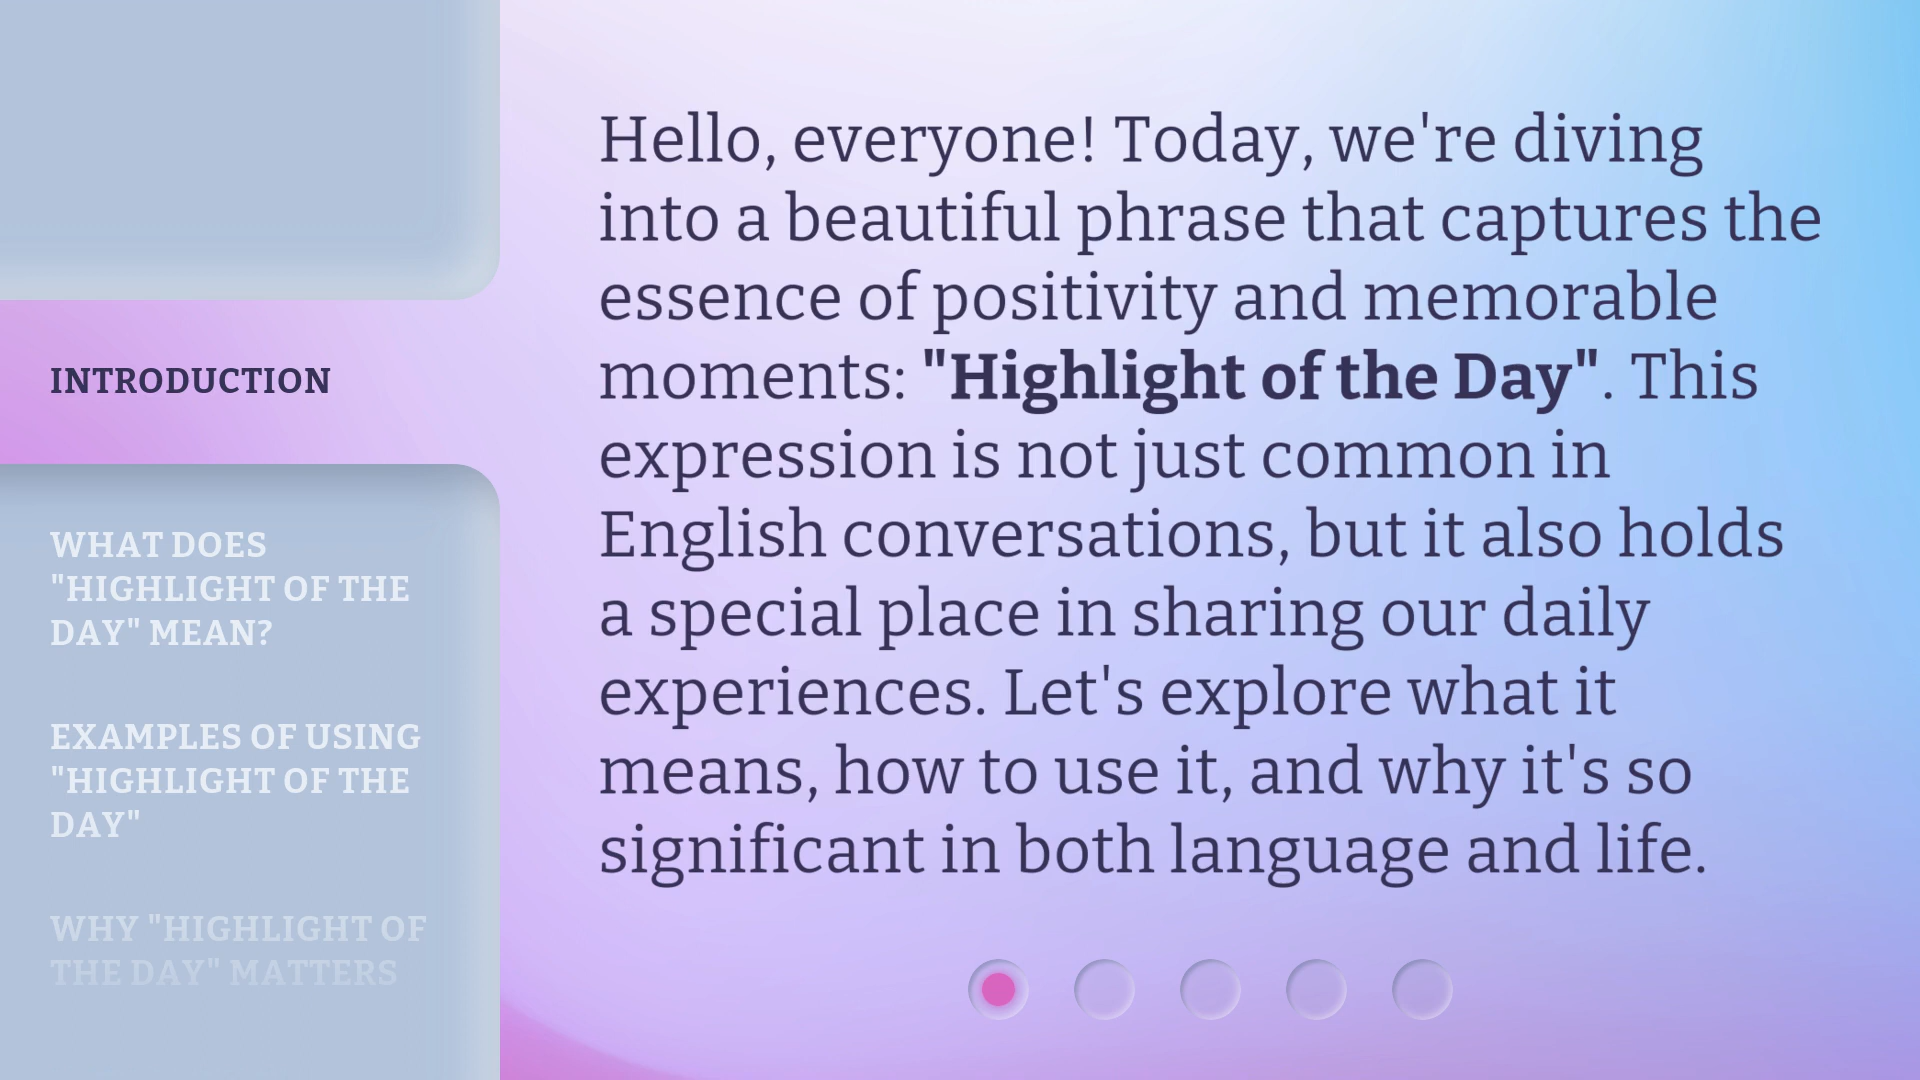 INTRODUCTION
WHAT DOES
"HIGHLIGHT OF THE
DAY" MEAN?
EXAMPLES OF USING
"HIGHLIGHT OF THE
DAY"
WHY "HIGHLIGHT OF
THE DAY" MATTERS
Hello, everyone! Today, we're diving
into a beautiful phrase that captures the
essence of positivity and memorable
moments: "Highlight of the Day". This
expression is not just common in
English conversations, but it also holds
a special place in sharing our daily
experiences. Let's explore what it
means, how to use it, and why it's so
significant in both language and life.